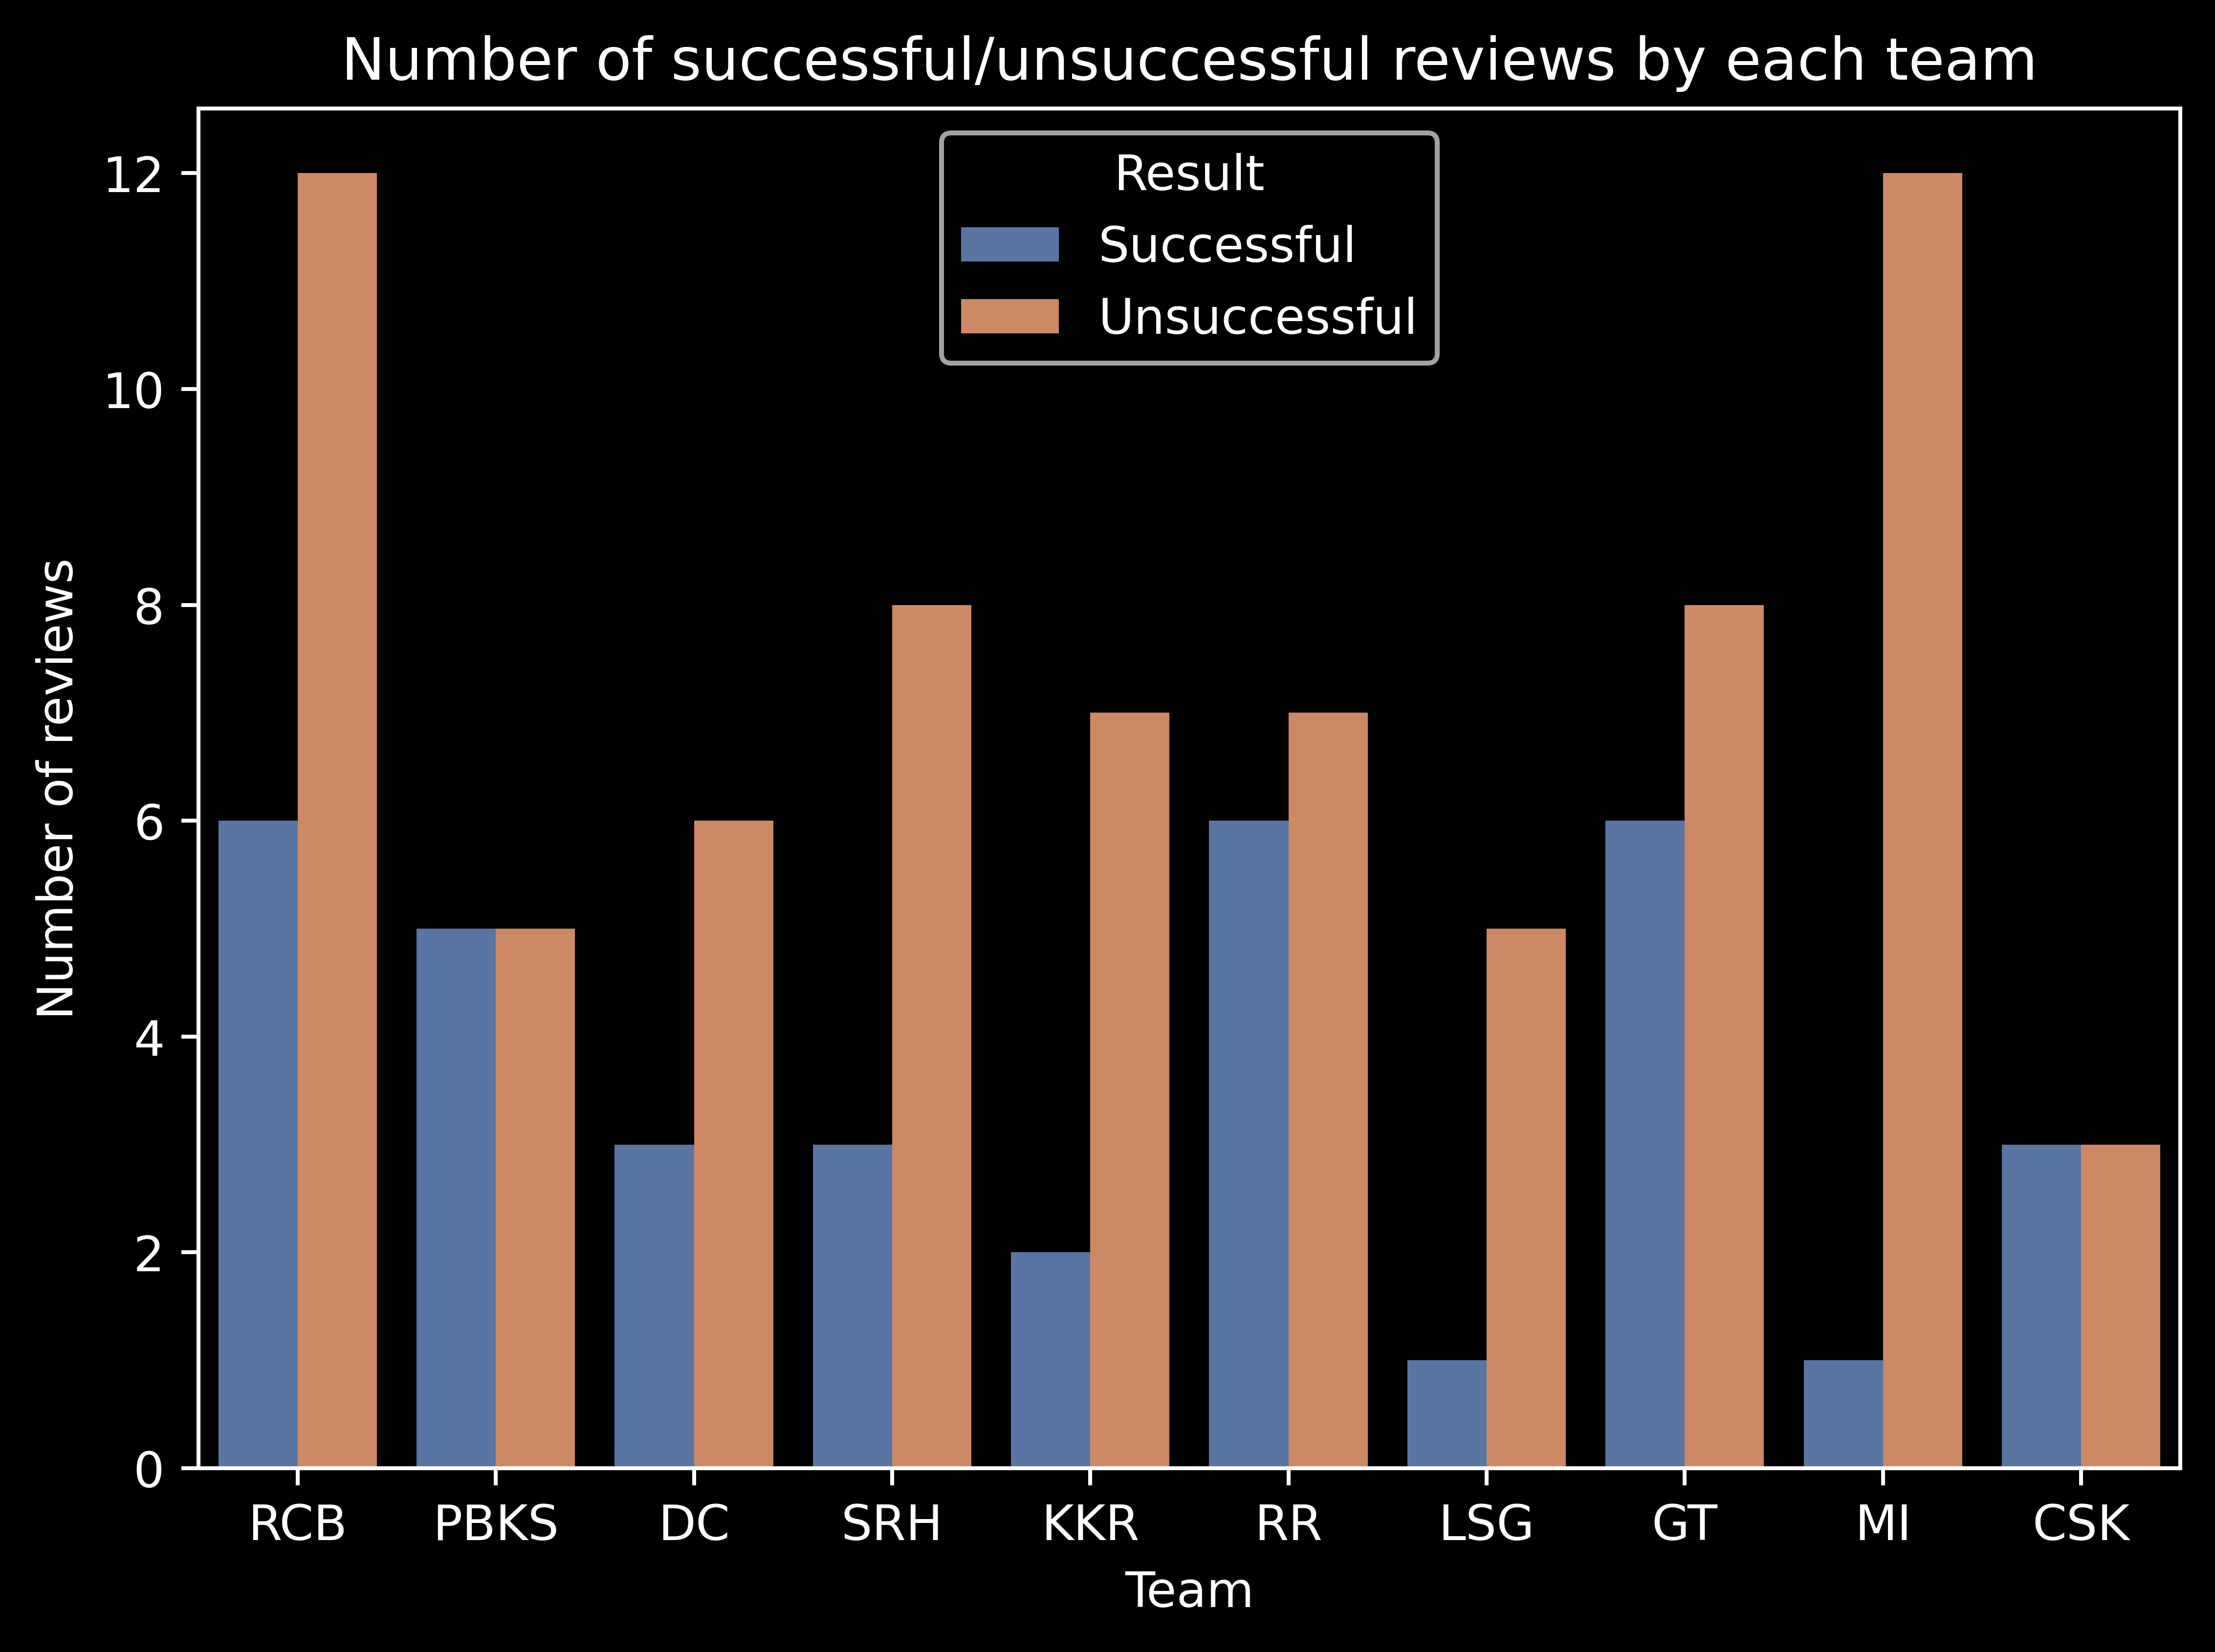 Number of successful/unsuccessful reviews by each team
Result
Successful
Unsuccessful
Number of reviews
12
10
8
6
4
2
0
RCB PBKS DC SRH KKR RR LSG GT MI CSK
Team